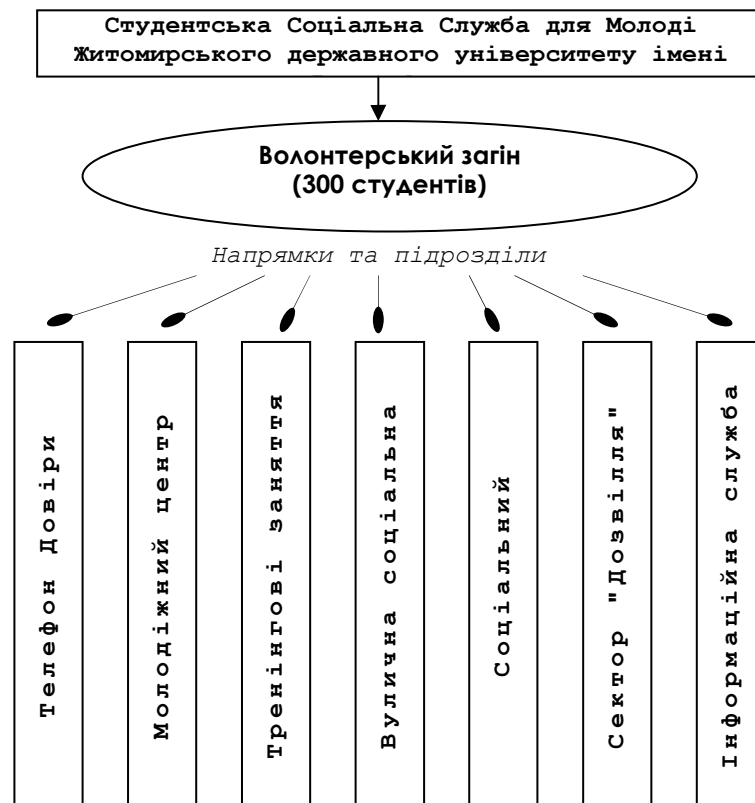 Студентська Соціальна Служба для Молоді
Житомирського державного університету імені
Волонтерський загін
(300 студентів)
Напрямки та підрозділи
Телефон Довіри
Молодіжний центр
Тренінгові заняття
Вулична соціальна
Соціальний
Сектор "Дозвілля"
Інформаційна служба